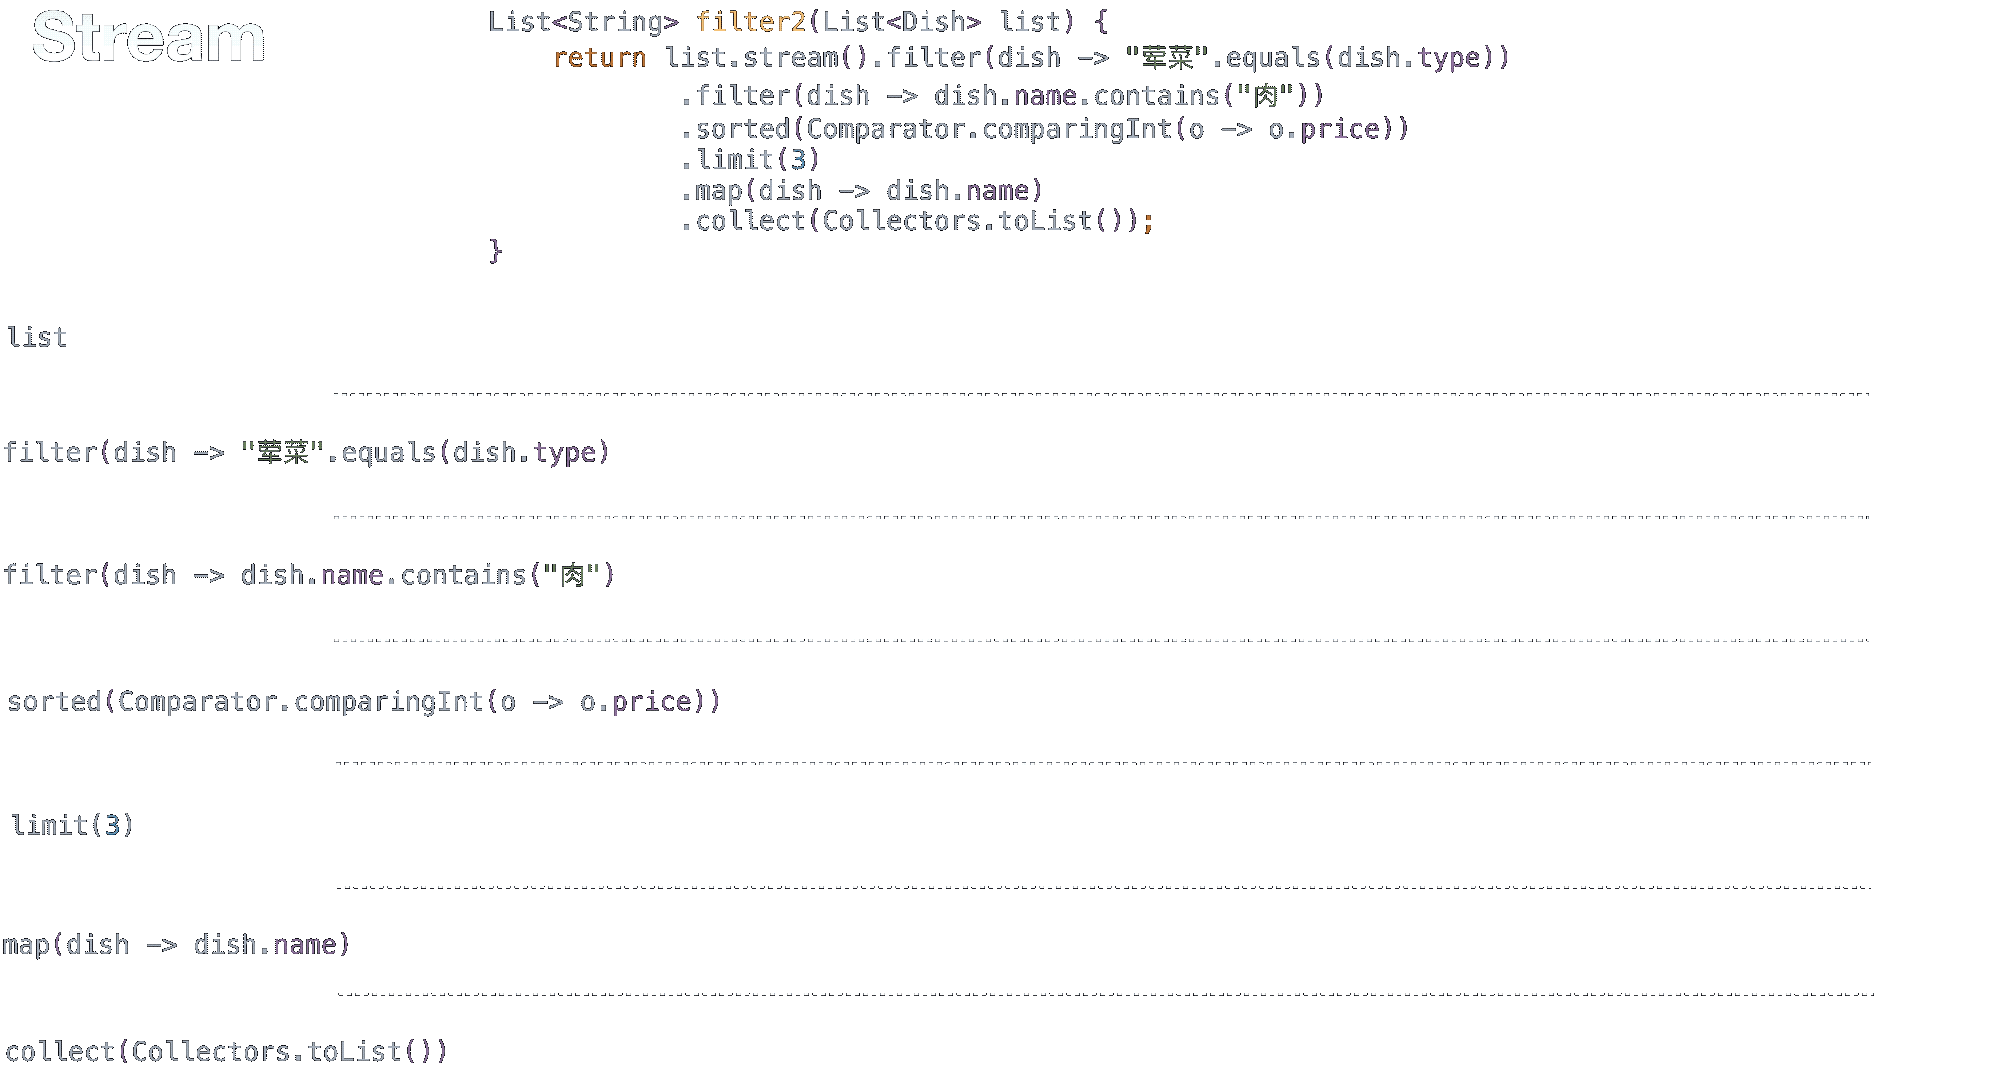 Stream
List<String> filter2(List<Dish> list) {
return list.stream().filter(dish -> "荤菜".equals(dish.type))
.filter(dish -> dish.name.contains("肉"))
.sorted(Comparator.comparingInt(o -> o.price))
.limit(3)
.map(dish -> dish.name)
.collect(Collectors.toList());
}
list
filter(dish -> "荤菜".equals(dish.type)
filter(dish -> dish.name.contains("肉")
sorted(Comparator.comparingInt(o -> o.price))
limit(3)
map(dish -> dish.name)
collect(Collectors.toList())